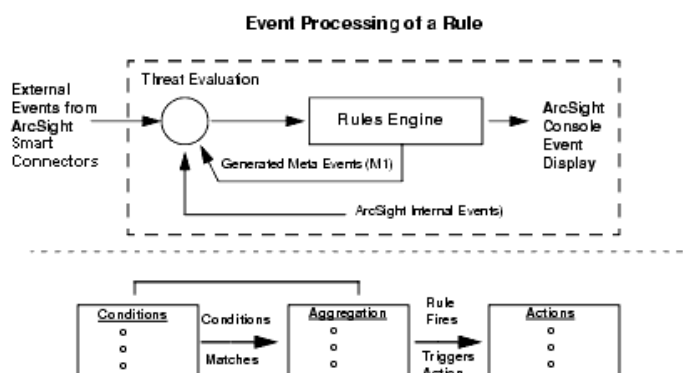 Event Processing of a Rule
External
Events from
ArcSight
Smart
Connectors
Threat Evaluation
Rules Engine
Generated Meta Events (M1)
ArcSight Internal Events)
ArcSight
Console
Event
Display
Conditions
Conditions
Matches
Aggregation
Rule
Fires
Triggers
Action
Actions